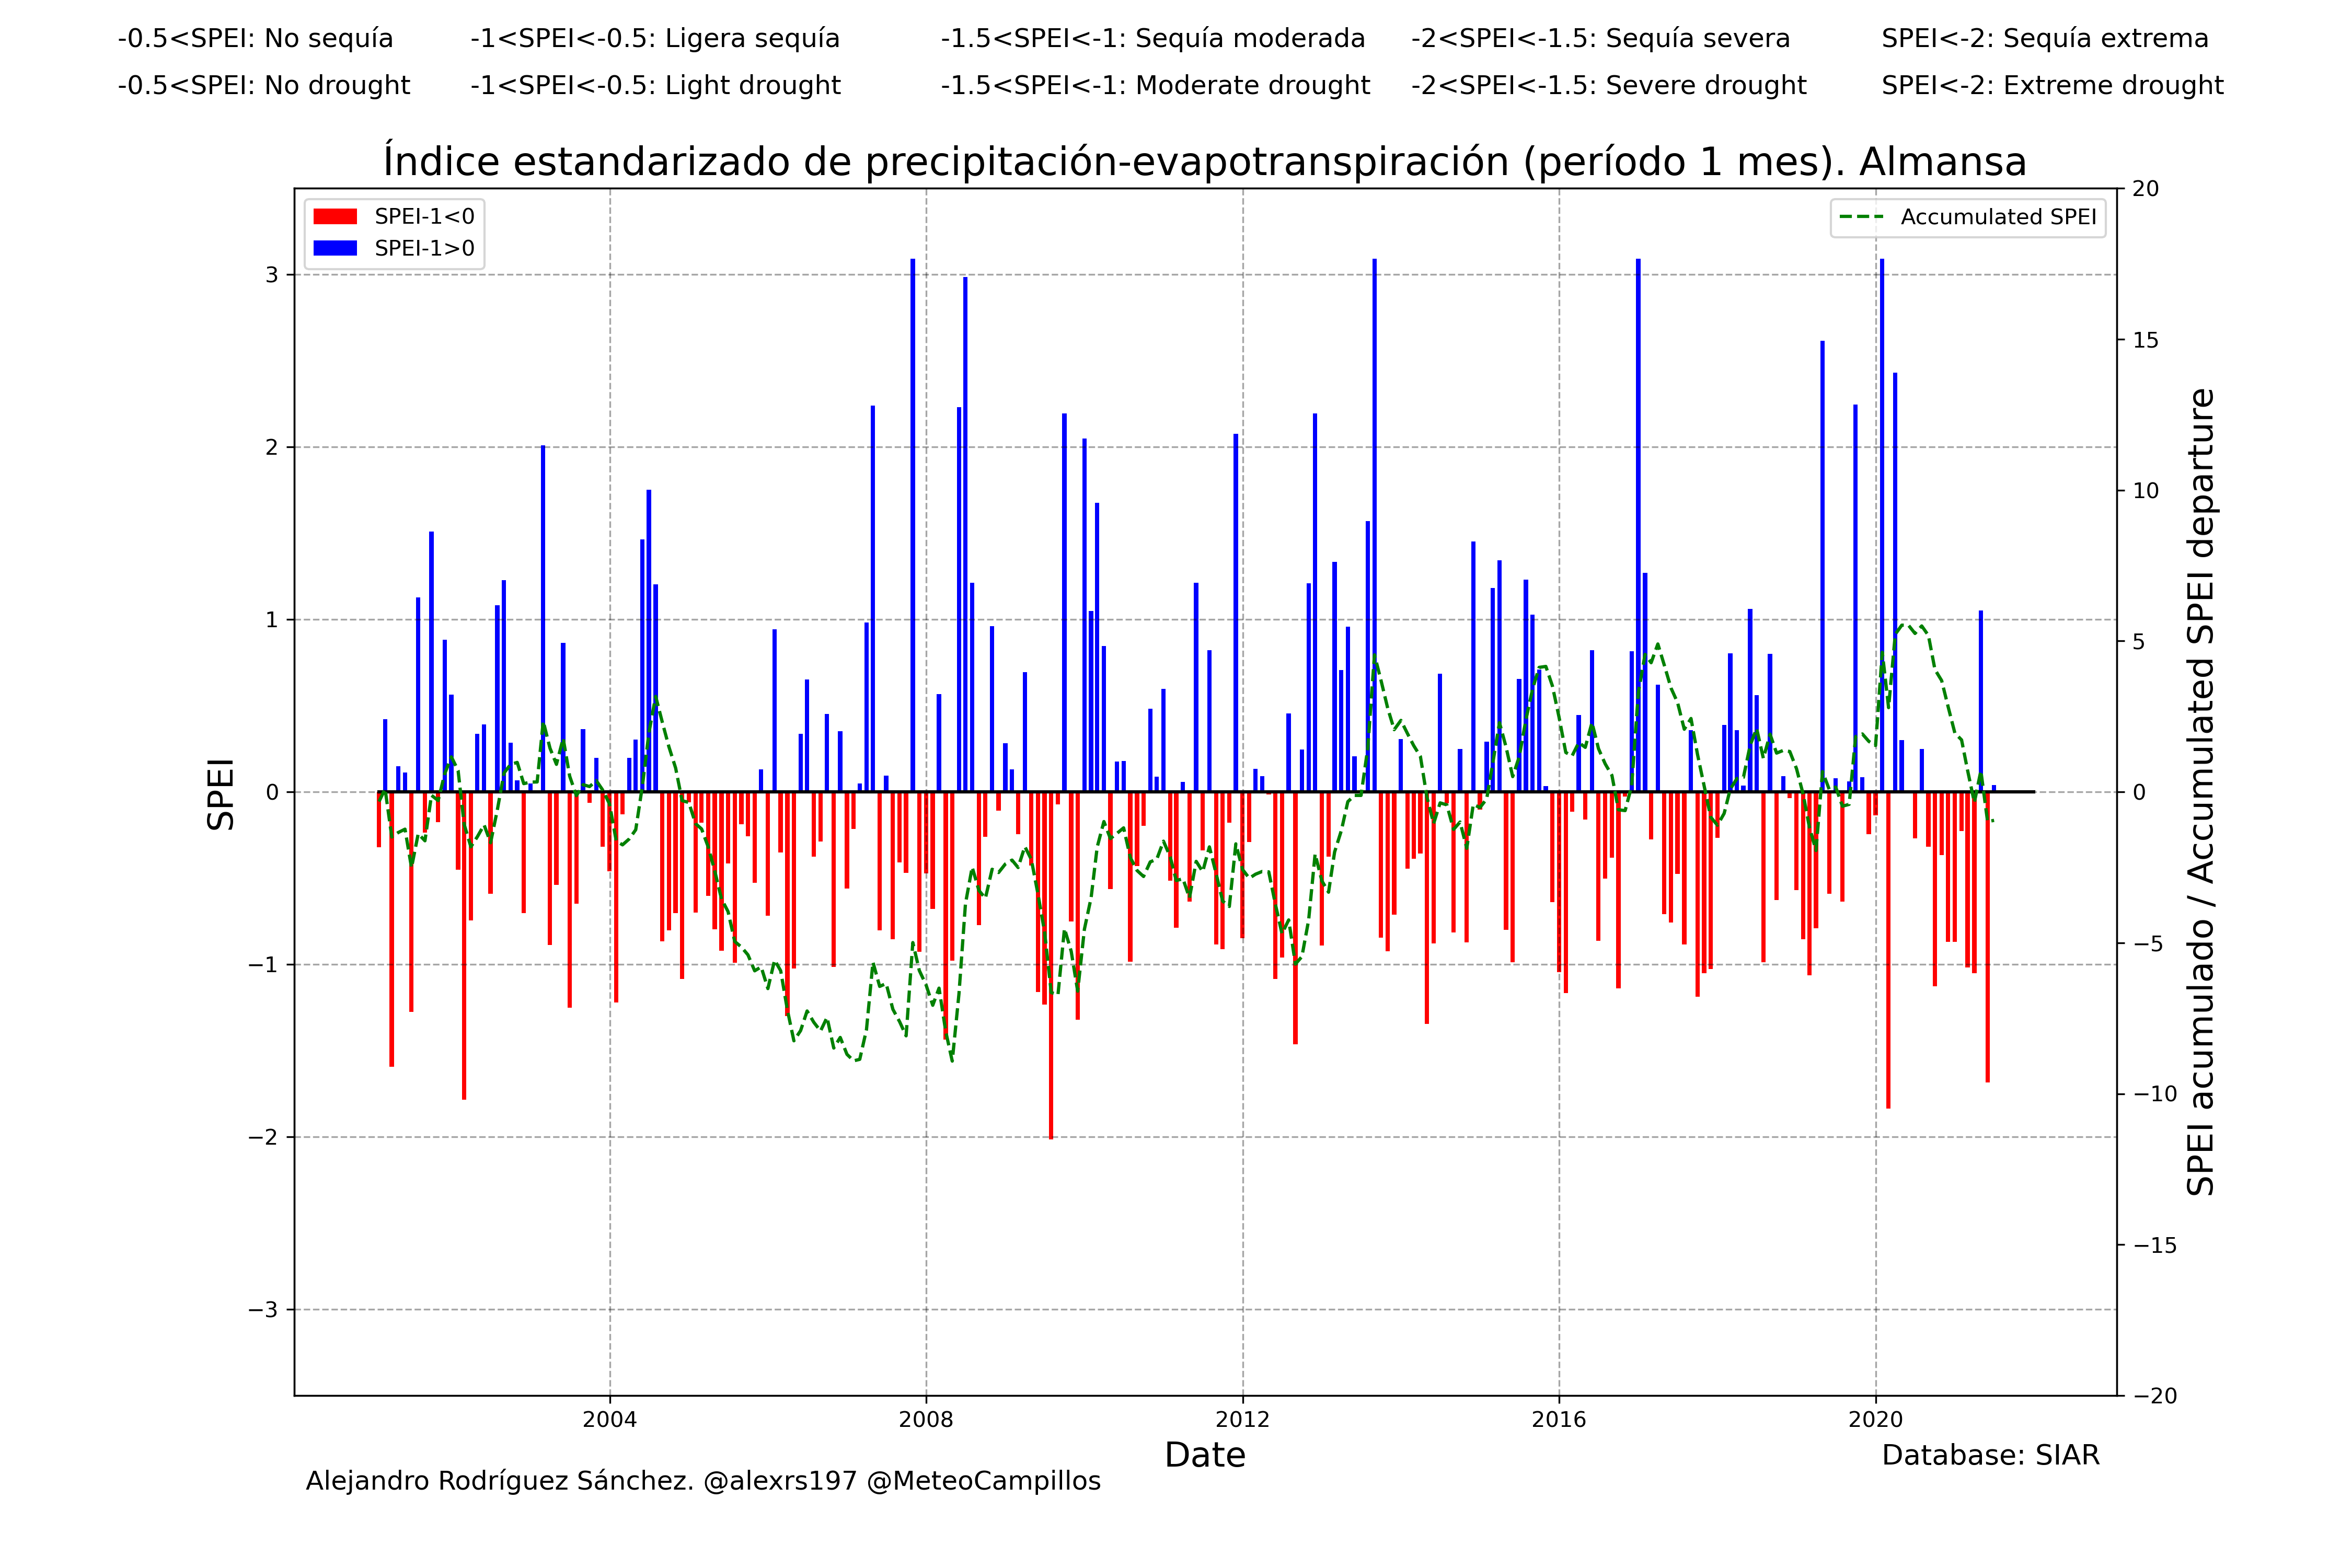 -0.5<SPEI: No sequía -1<SPEI<-0.5: Ligera sequía -1.5<SPEI<-1: Sequía moderada -2<SPEI<-1.5: Sequía severa SPEI<-2: Sequía extrema
-0.5<SPEI: No drought -1<SPEI<-0.5: Light drought -1.5<SPEI<-1: Moderate drought -2<SPEI<-1.5: Severe drought SPEI<-2: Extreme drought
Índice estandarizado de precipitación-evapotranspiración (período 1 mes). Almansa
SPEI-1<0
SPEI-1>0
Accumulated SPEI
SPEI
3
2
1
0
−1
−2
−3
20
15
10
5
0
−5
−10
−15
−20
SPEI acumulado / Accumulated SPEI departure
2004 2008 2012 2016 2020
Date
Database: SIAR
Alejandro Rodríguez Sánchez. @alexrs197 @MeteoCampillos